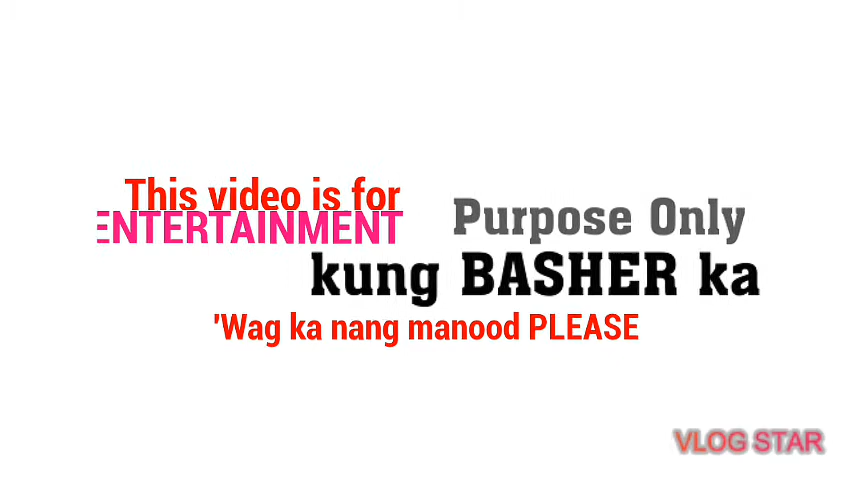 This video is for
ENTERTAINMENT
Purpose Only
kung BASHER ka
'Wag ka nang manood PLEASE
VLOG STAR